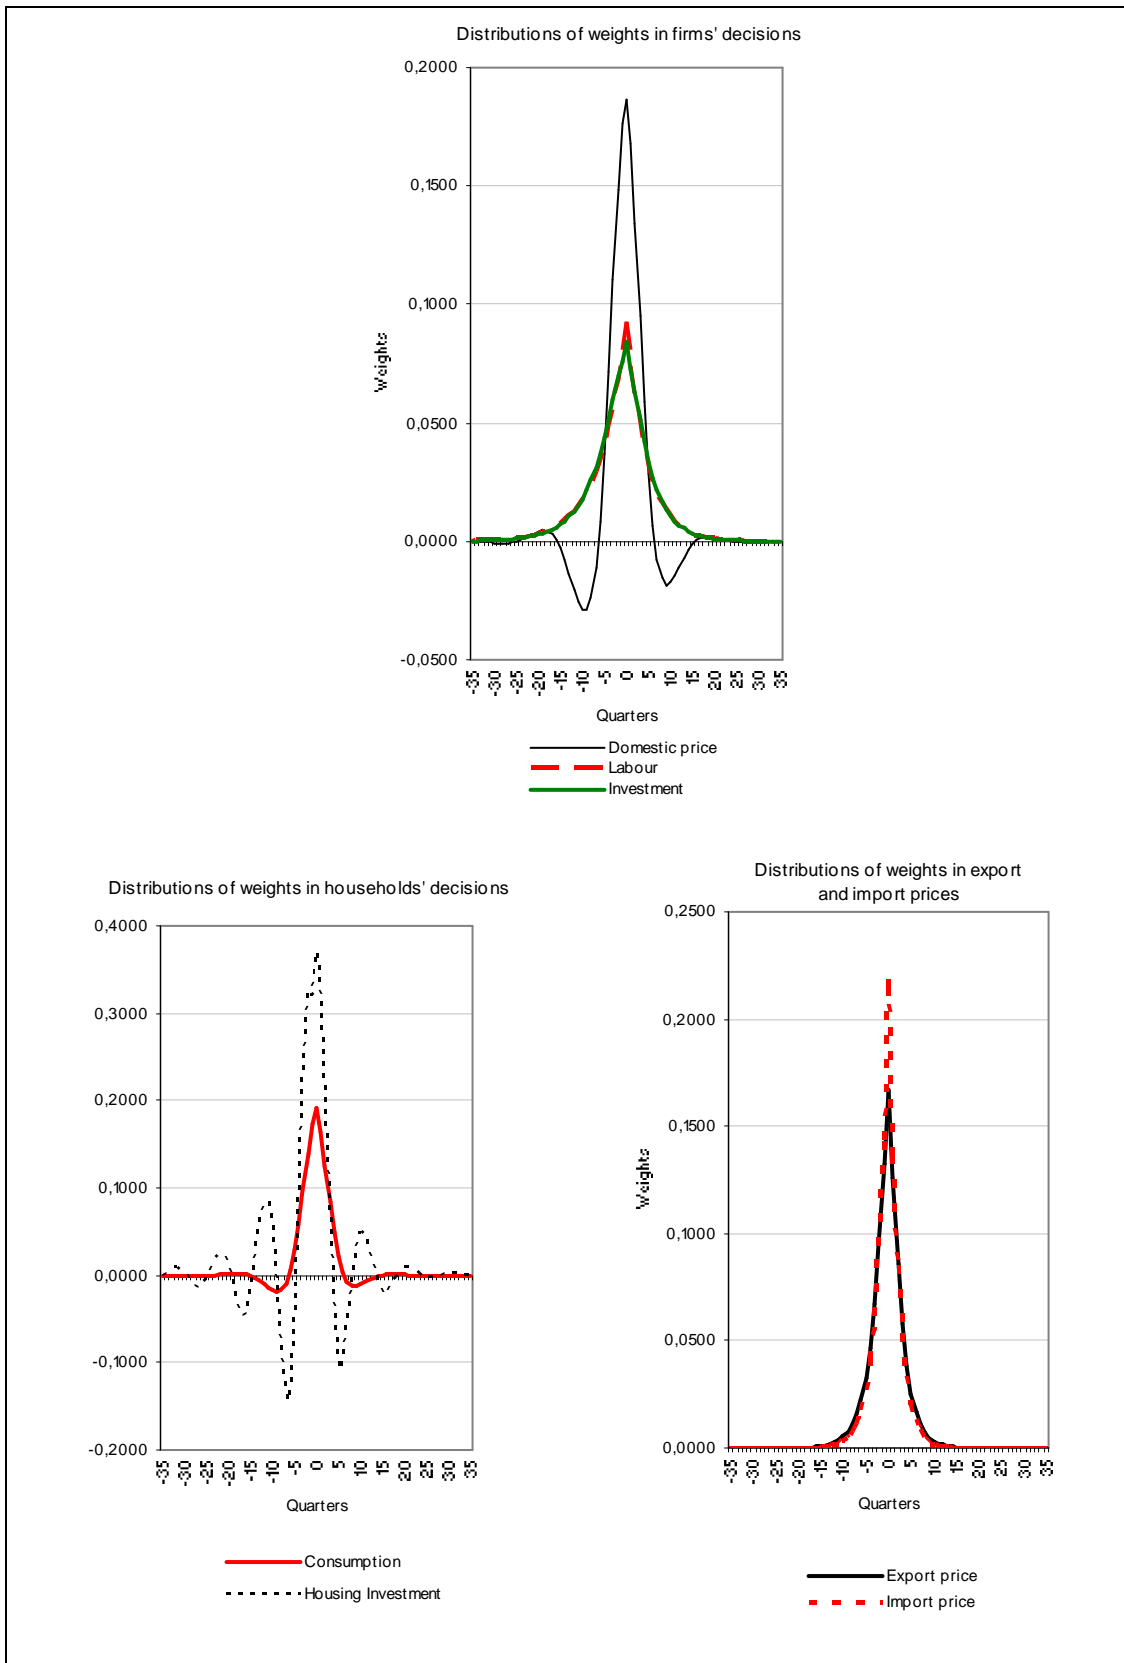 Distributions of weights in firms' decisions
0,2000
0,1500
0,1000
0,0500
0,0000
-0,0500
Weights
-35 -30 -25 -20 -15 -10 -5 0 5 10 15 20 25 30 35
Quarters
Domestic price
Labour
Investment
Distributions of weights in households' decisions
0,4000
0,3000
0,2000
0,1000
0,0000
-0,1000
-0,2000
-35 -30 -25 -20 -15 -10 -5 0 5 10 15 20 25 30 35
Quarters
Consumption
Housing Investment
Distributions of weights in export
and import prices
0,2500
0,2000
0,1500
0,1000
0,0500
0,0000
Weights
-35 -30 -25 -20 -15 -10 -5 0 5 10 15 20 25 30 35
Quarters
Export price
Import price